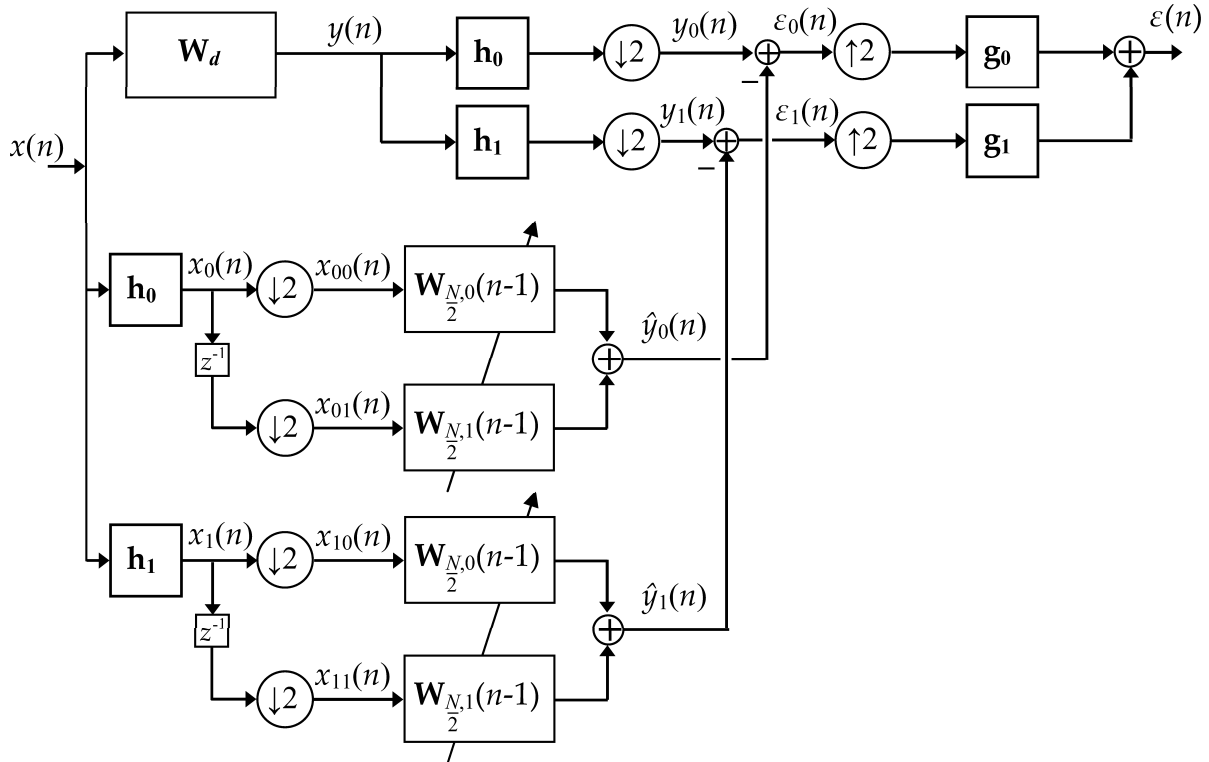 W_d y(n) h₀ ↓2 y₀(n) + ε₀(n) ↑2 g₀ + ε(n)
–
h₁ ↓2 y₁(n) + ε₁(n) ↑2 g₁
–
x(n)
h₀ x₀(n) ↓2 x₀₀(n) W_{N/2,0}(n-1)
z⁻¹ + ŷ₀(n)
↓2 x₀₁(n) W_{N/2,1}(n-1)
h₁ x₁(n) ↓2 x₁₀(n) W_{N/2,0}(n-1)
z⁻¹ + ŷ₁(n)
↓2 x₁₁(n) W_{N/2,1}(n-1)